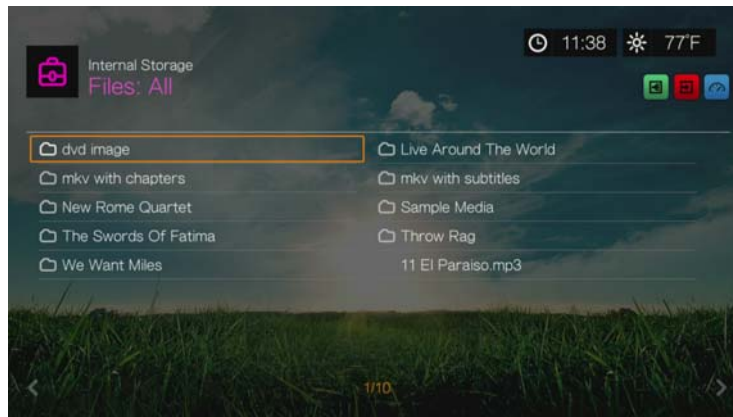 11:38 77°F
Internal Storage
Files: All
dvd image
Live Around The World
mkv with chapters
mkv with subtitles
New Rome Quartet
Sample Media
The Swords Of Fatima
Throw Rag
We Want Miles
11 El Paraiso.mp3
1/10